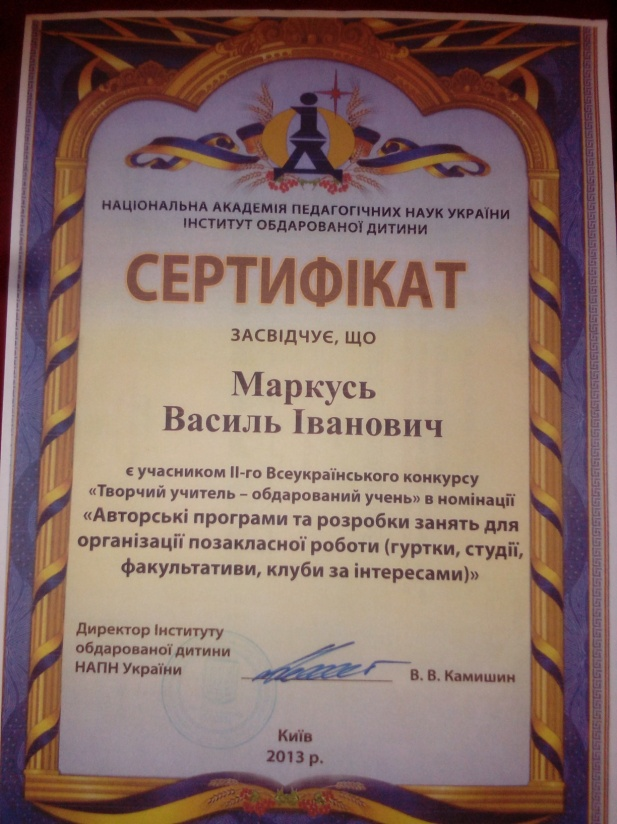 НАЦІОНАЛЬНА АКАДЕМІЯ ПЕДАГОГІЧНИХ НАУК УКРАЇНИ
ІНСТИТУТ ОБДАРОВАНОЇ ДИТИНИ
СЕРТИФІКАТ
ЗАСВІДЧУЄ, ЩО
Маркусь
Василь Іванович
є учасником ІІ-го Всеукраїнського конкурсу
«Творчий учитель – обдарований учень» в номінації
«Авторські програми та розробки занять для
організації позакласної роботи (гуртки, студії,
факультативи, клуби за інтересами)»
Директор Інституту
обдарованої дитини
НАПН України
В. В. Камишин
Київ
2013 р.